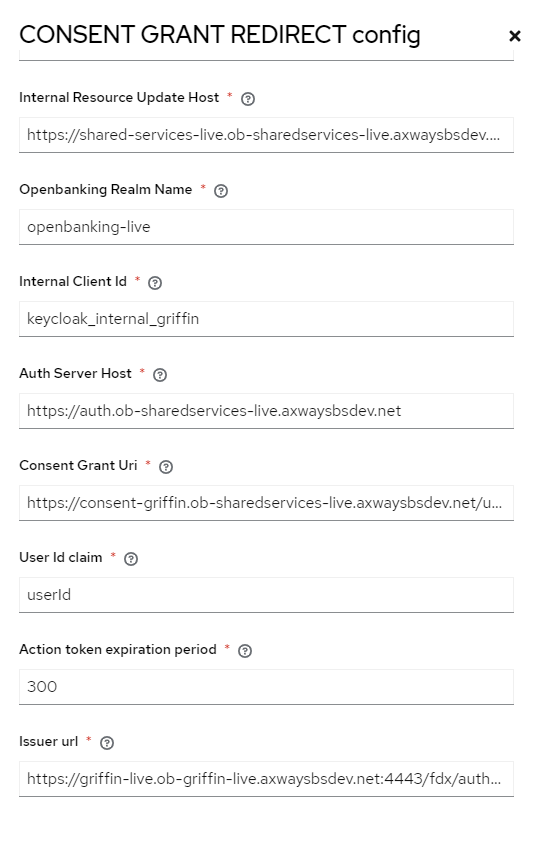 CONSENT GRANT REDIRECT config
Internal Resource Update Host *
https://shared-services-live.ob-sharedservices-live.axwaysbsdev....
Openbanking Realm Name *
openbanking-live
Internal Client Id *
keycloak_internal_griffin
Auth Server Host *
https://auth.ob-sharedservices-live.axwaysbsdev.net
Consent Grant Uri *
https://consent-griffin.ob-sharedservices-live.axwaysbsdev.net/u...
User Id claim *
userId
Action token expiration period *
300
Issuer url *
https://griffin-live.ob-griffin-live.axwaysbsdev.net:4443/fdx/auth...